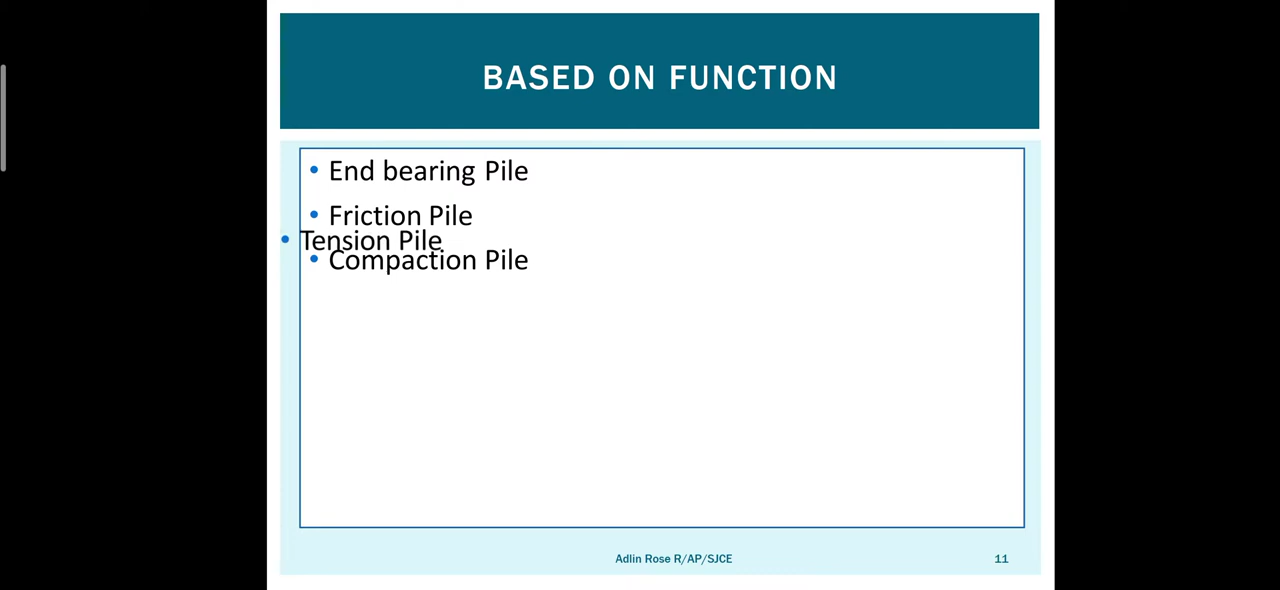 BASED ON FUNCTION
• End bearing Pile
• Friction Pile
• Tension Pile
• Compaction Pile
Adlin Rose R/AP/SJCE
11